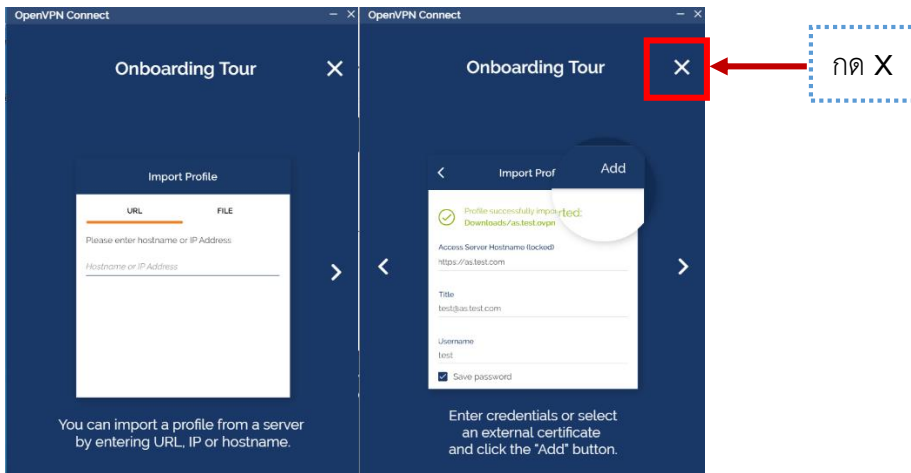 OpenVPN Connect
Onboarding Tour
Import Profile
URL FILE
Please enter hostname or IP Address
Hostname or IP Address
You can import a profile from a server
by entering URL, IP or hostname.
OpenVPN Connect
Onboarding Tour
Import Prof
Add
Profile successfully imported:
Downloads/as.test.ovpn
Access Server Hostname (locked)
https://as.test.com
Title
test@as.test.com
Username
test
Save password
Enter credentials or select
an external certificate
and click the "Add" button.
กด X